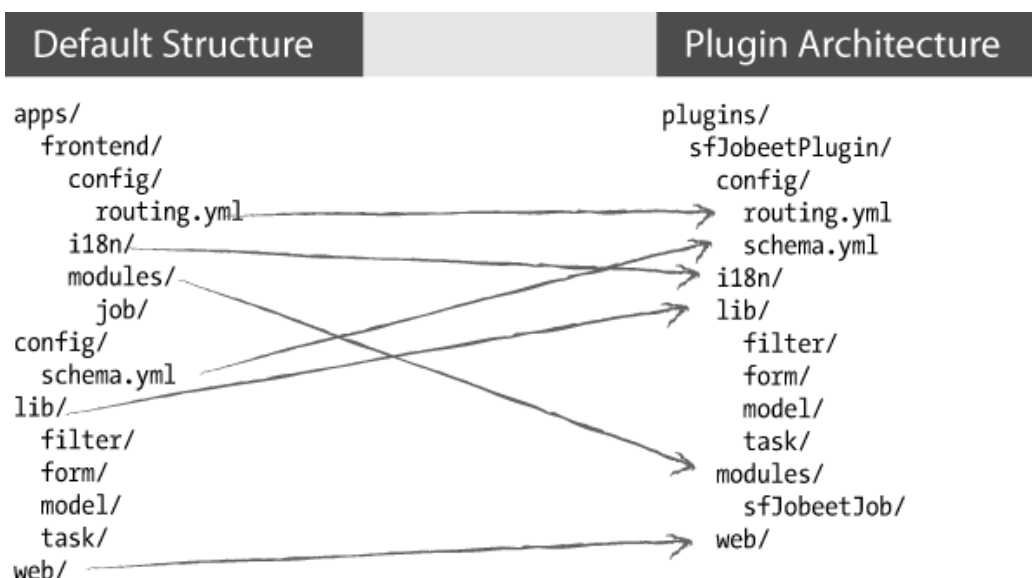 Default Structure
Plugin Architecture
apps/
frontend/
config/
routing.yml
i18n/
modules/
job/
config/
schema.yml
lib/
filter/
form/
model/
task/
web/
plugins/
sfJobeetPlugin/
config/
routing.yml
schema.yml
i18n/
lib/
filter/
form/
model/
task/
modules/
sfJobeetJob/
web/